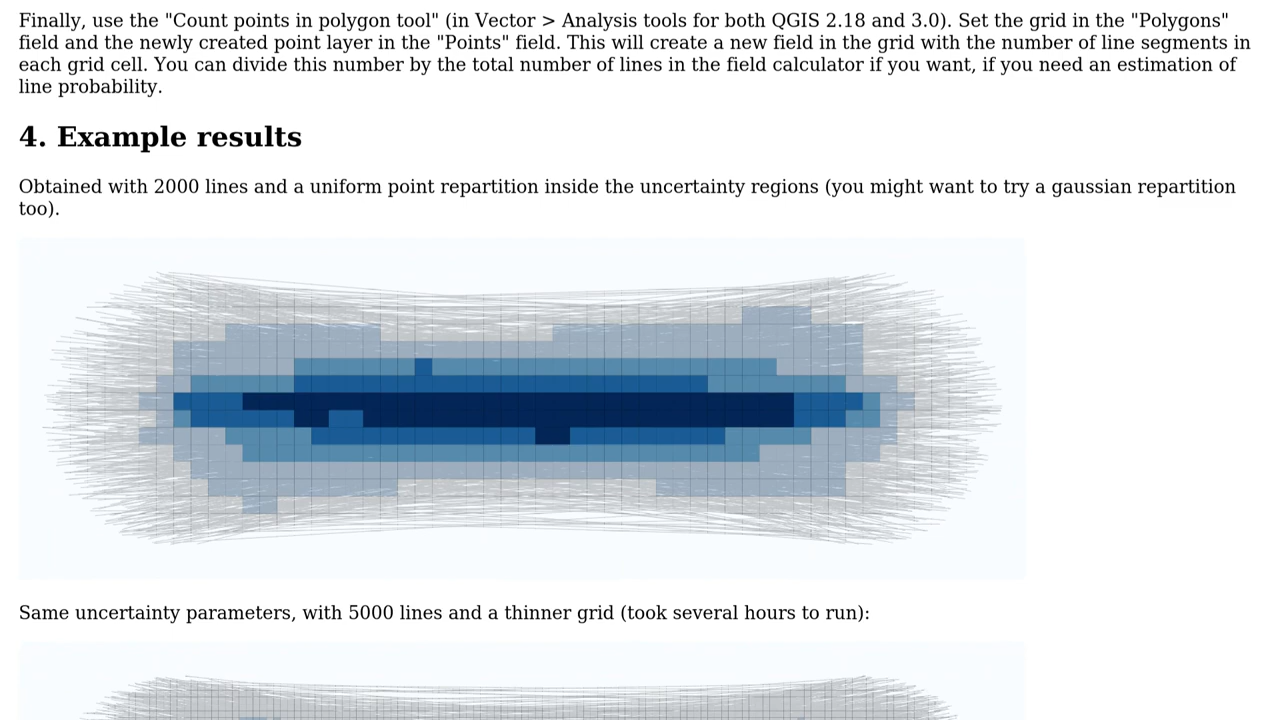 Finally, use the "Count points in polygon tool" (in Vector > Analysis tools for both QGIS 2.18 and 3.0). Set the grid in the "Polygons"
field and the newly created point layer in the "Points" field. This will create a new field in the grid with the number of line segments in
each grid cell. You can divide this number by the total number of lines in the field calculator if you want, if you need an estimation of
line probability.
4. Example results
Obtained with 2000 lines and a uniform point repartition inside the uncertainty regions (you might want to try a gaussian repartition
too).
Same uncertainty parameters, with 5000 lines and a thinner grid (took several hours to run):